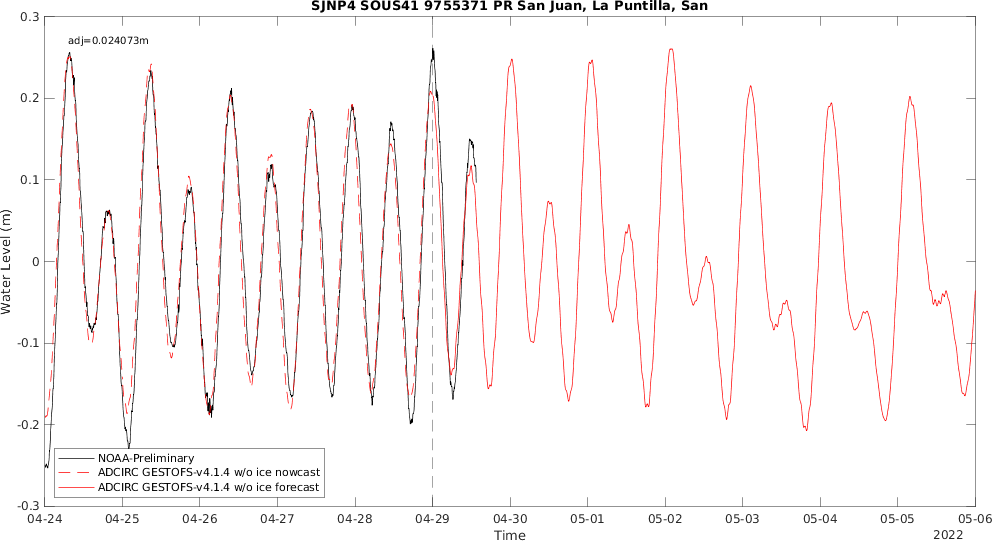 SJNP4 SOUS41 9755371 PR San Juan, La Puntilla, San
adj=0.024073m
0.3
0.2
0.1
0
-0.1
-0.2
-0.3
Water Level (m)
NOAA-Preliminary
ADCIRC GESTOFS-v4.1.4 w/o ice nowcast
ADCIRC GESTOFS-v4.1.4 w/o ice forecast
04-24 04-25 04-26 04-27 04-28 04-29 04-30 05-01 05-02 05-03 05-04 05-05 05-06
Time
2022